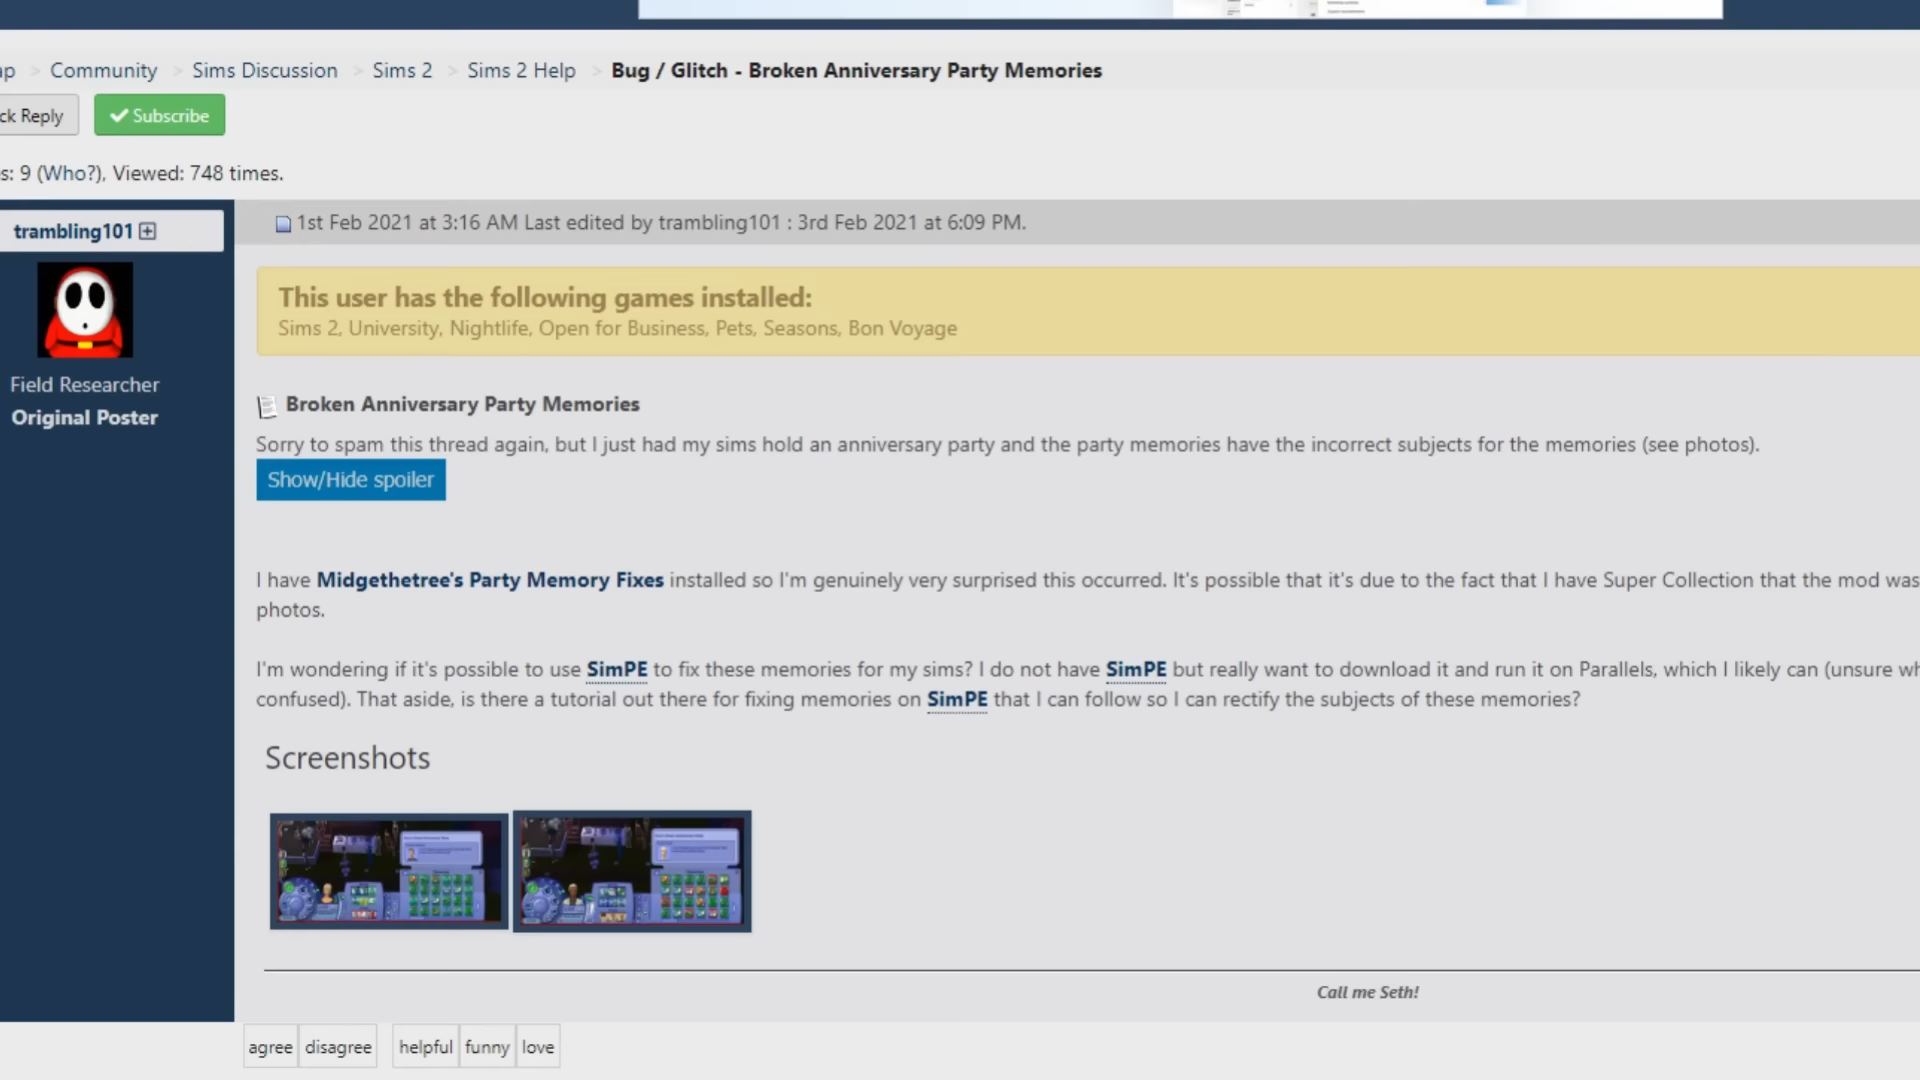 ap > Community > Sims Discussion > Sims 2 > Sims 2 Help > Bug / Glitch - Broken Anniversary Party Memories
ck Reply Subscribe
s: 9 (Who?), Viewed: 748 times.
trambling101
1st Feb 2021 at 3:16 AM Last edited by trambling101 : 3rd Feb 2021 at 6:09 PM.
This user has the following games installed:
Sims 2, University, Nightlife, Open for Business, Pets, Seasons, Bon Voyage
Field Researcher
Original Poster
Broken Anniversary Party Memories
Sorry to spam this thread again, but I just had my sims hold an anniversary party and the party memories have the incorrect subjects for the memories (see photos).
Show/Hide spoiler
I have Midgethetree's Party Memory Fixes installed so I'm genuinely very surprised this occurred. It's possible that it's due to the fact that I have Super Collection that the mod was
photos.
I'm wondering if it's possible to use SimPE to fix these memories for my sims? I do not have SimPE but really want to download it and run it on Parallels, which I likely can (unsure wh
confused). That aside, is there a tutorial out there for fixing memories on SimPE that I can follow so I can rectify the subjects of these memories?
Screenshots
Call me Seth!
agree disagree helpful funny love